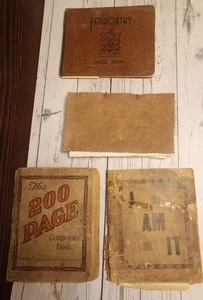 PENWORTHY
The
200
PAGE
Composition
Book
I
AM
IT